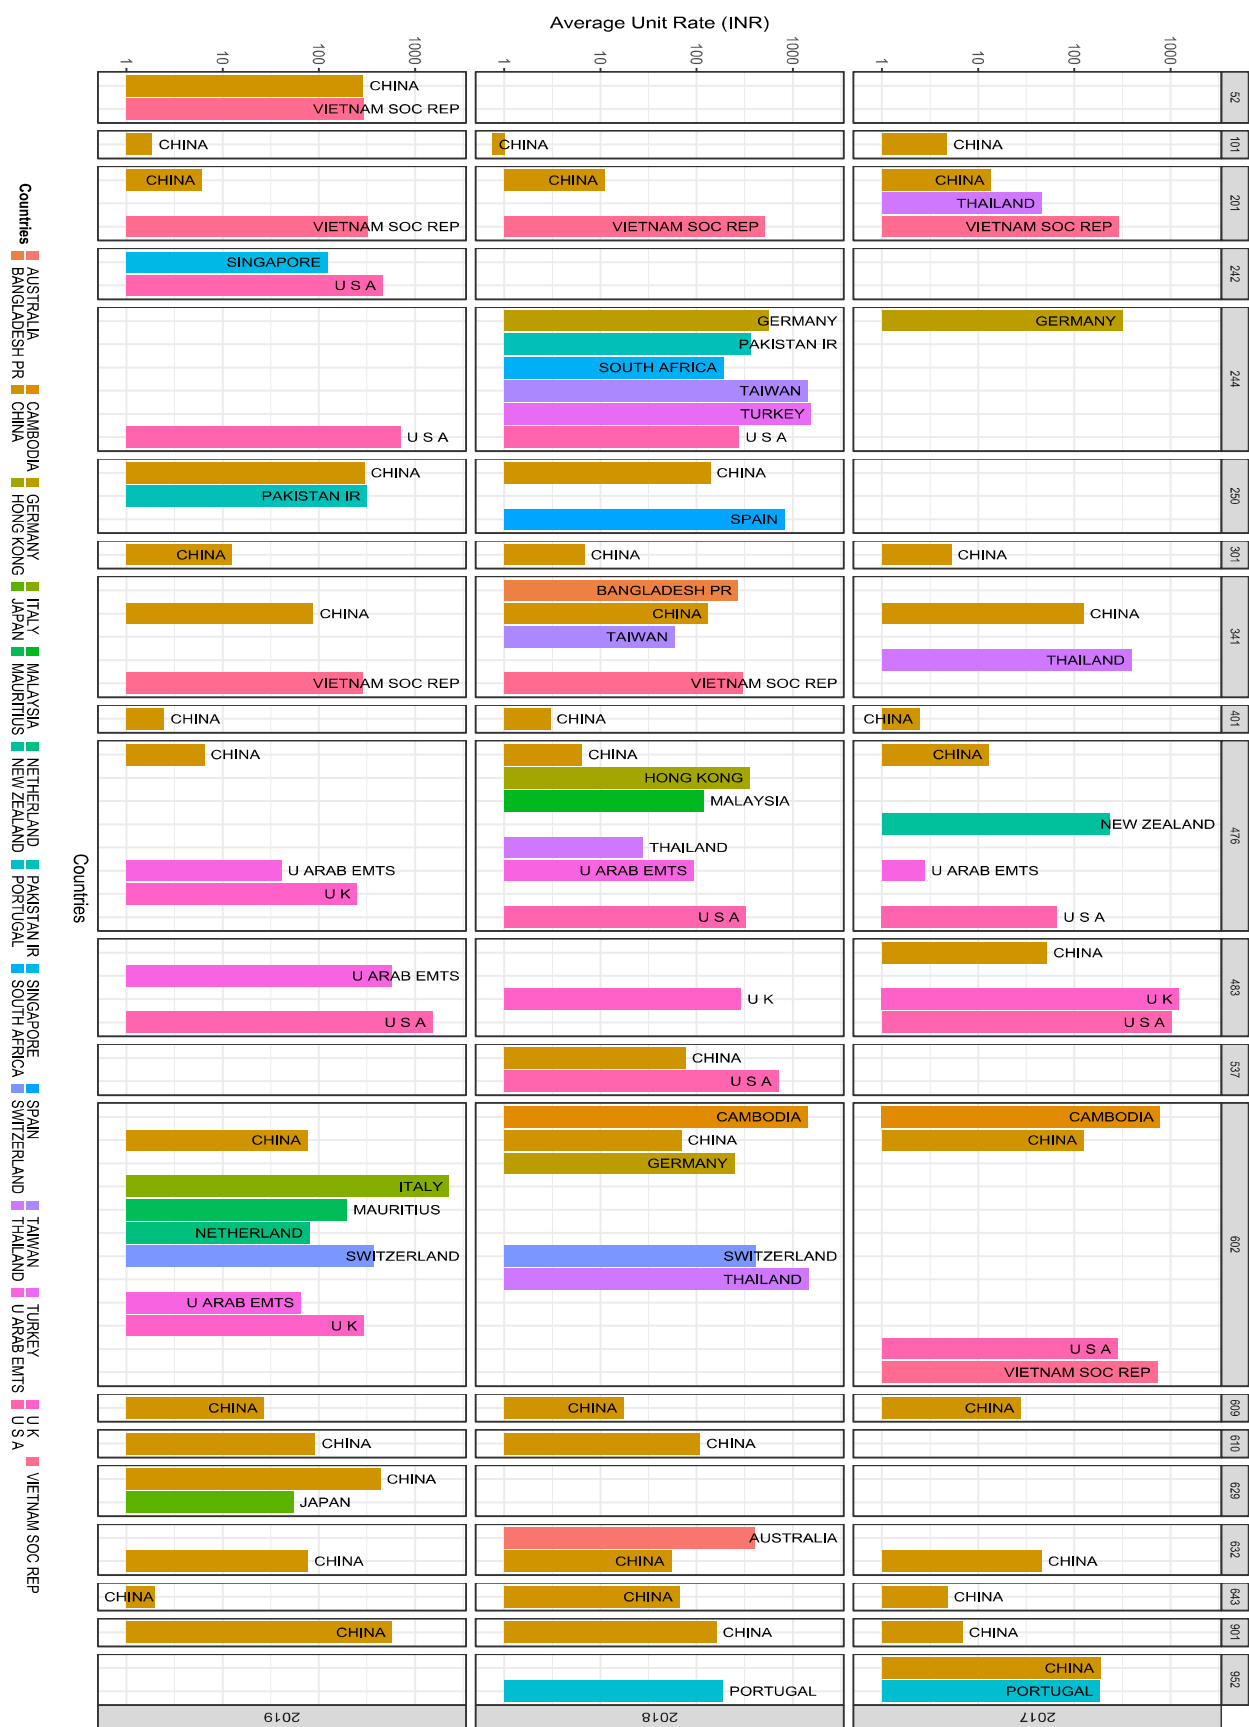 Average Unit Rate (INR)
1 10 100 1000 1 10 100 1000 1 10 100 1000
CHINA
VIETNAM SOC REP
52
CHINA CHINA CHINA
101
CHINA CHINA CHINA
THAILAND
VIETNAM SOC REP VIETNAM SOC REP VIETNAM SOC REP
201
SINGAPORE
U S A
242
GERMANY GERMANY
PAKISTAN IR
SOUTH AFRICA
TAIWAN
TURKEY
U S A U S A
244
CHINA CHINA
PAKISTAN IR
SPAIN
250
CHINA CHINA CHINA
301
BANGLADESH PR
CHINA CHINA CHINA
TAIWAN
THAILAND
VIETNAM SOC REP VIETNAM SOC REP
341
CHINA CHINA CHINA
401
CHINA CHINA CHINA
HONG KONG
MALAYSIA
NEW ZEALAND
THAILAND
U ARAB EMTS U ARAB EMTS U ARAB EMTS
U K
U S A U S A
476
CHINA
U ARAB EMTS
U K U K
U S A U S A
483
CHINA
U S A
537
CAMBODIA CAMBODIA
CHINA CHINA CHINA
GERMANY
ITALY
MAURITIUS
NETHERLAND
SWITZERLAND SWITZERLAND
THAILAND
U ARAB EMTS
U K
U S A
VIETNAM SOC REP
602
CHINA CHINA CHINA
609
CHINA CHINA
610
CHINA
JAPAN
629
AUSTRALIA
CHINA CHINA CHINA
632
CHINA CHINA CHINA
643
CHINA CHINA CHINA
901
CHINA
PORTUGAL PORTUGAL
952
2019 2018 2017
Countries
Countries
AUSTRALIA CAMBODIA GERMANY ITALY MALAYSIA NETHERLAND PAKISTAN IR SINGAPORE SPAIN TAIWAN TURKEY U K VIETNAM SOC REP
BANGLADESH PR CHINA HONG KONG JAPAN MAURITIUS NEW ZEALAND PORTUGAL SOUTH AFRICA SWITZERLAND THAILAND U ARAB EMTS U S A